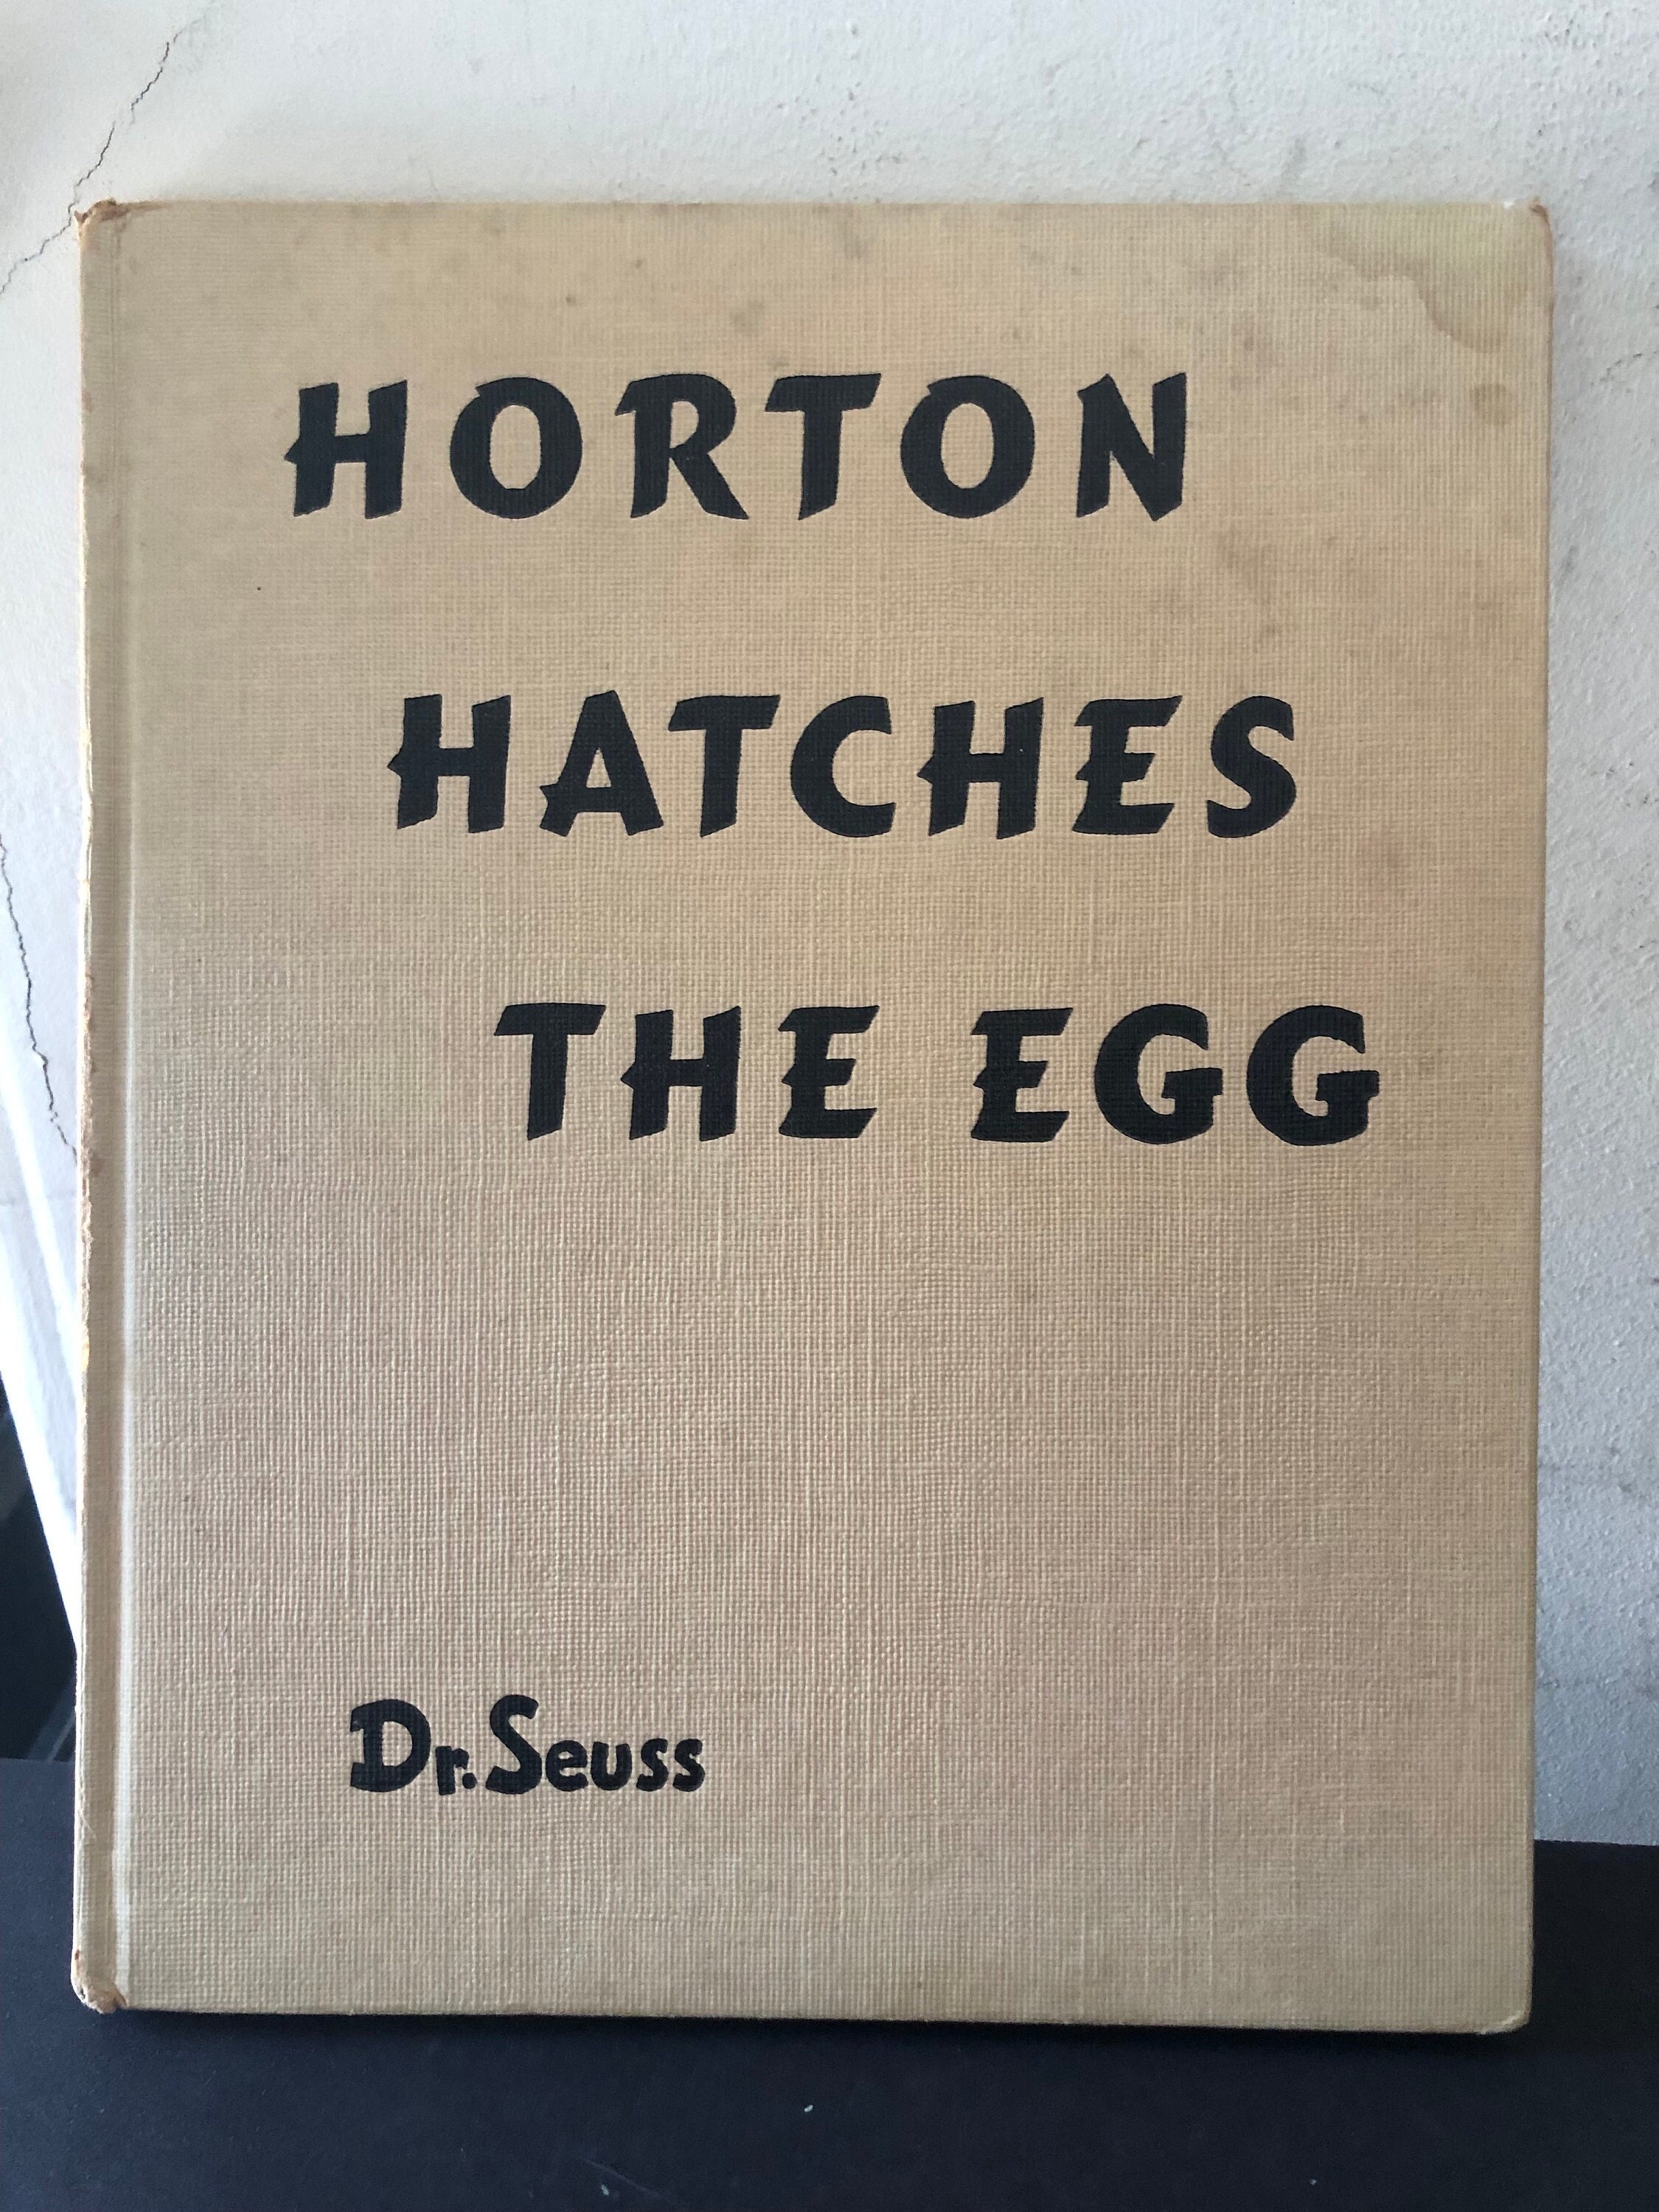 HORTON
HATCHES
THE EGG
Dr. Seuss